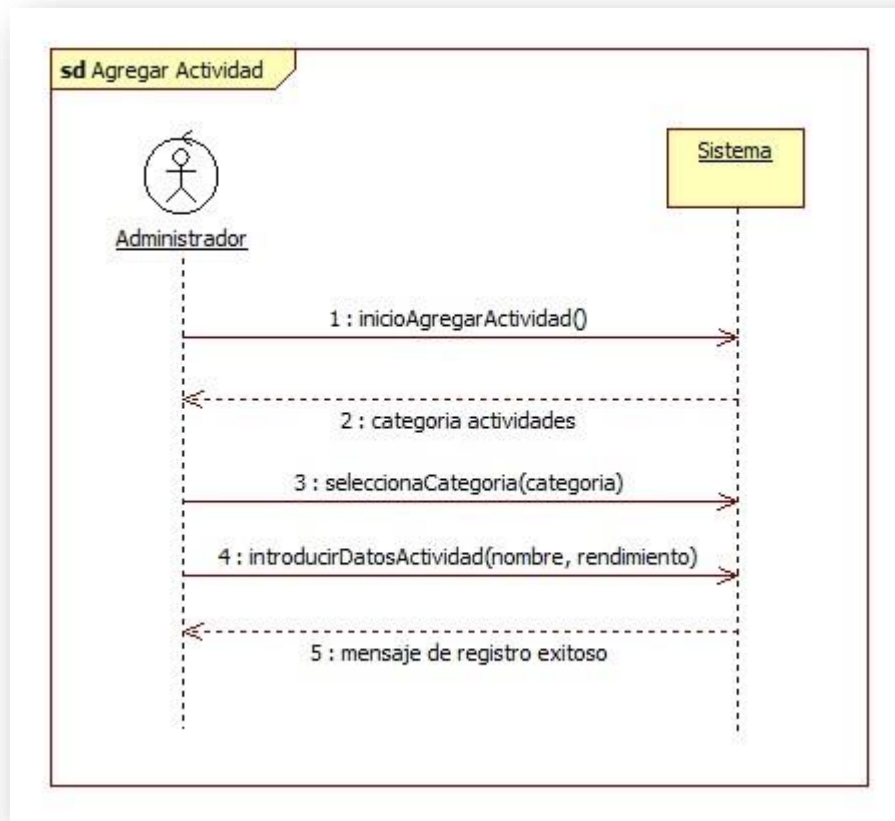 sd Agregar Actividad
Sistema
Administrador
1 : inicioAgregarActividad()
2 : categoria actividades
3 : seleccionaCategoria(categoria)
4 : introducirDatosActividad(nombre, rendimiento)
5 : mensaje de registro exitoso